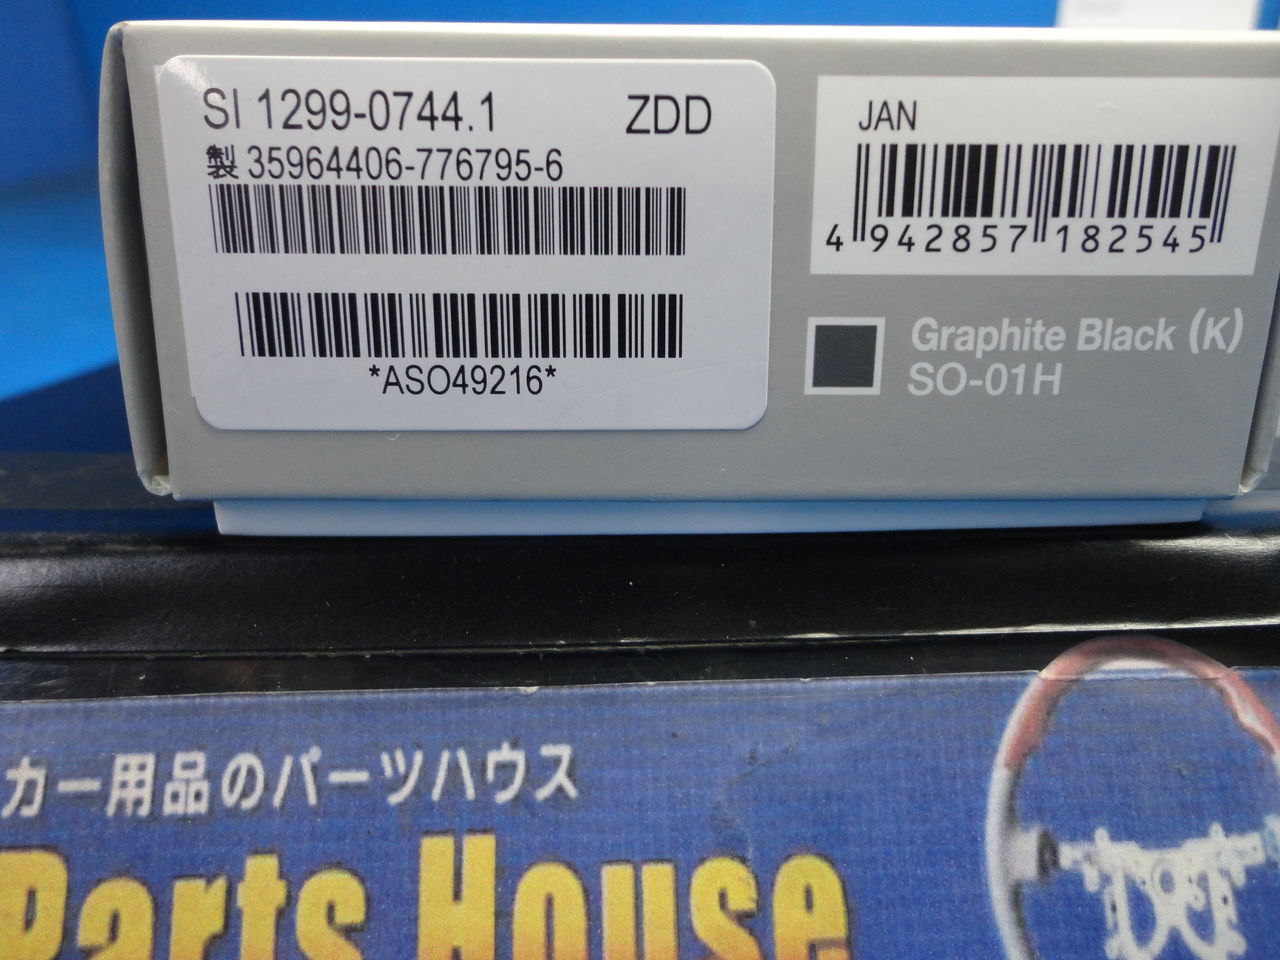 SI 1299-0744.1 ZDD
製 35964406-776795-6
*ASO49216*
JAN
4 942857 182545
Graphite Black (K)
SO-01H
カー用品のパーツハウス
Parts House